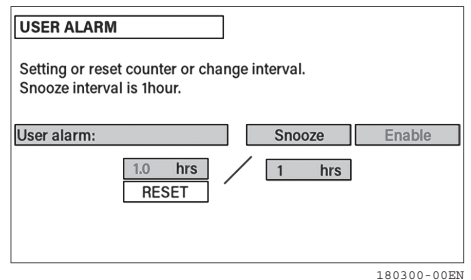 USER ALARM
Setting or reset counter or change interval.
Snooze interval is 1hour.
User alarm: Snooze Enable
1.0 hrs / 1 hrs
RESET
180300-00EN